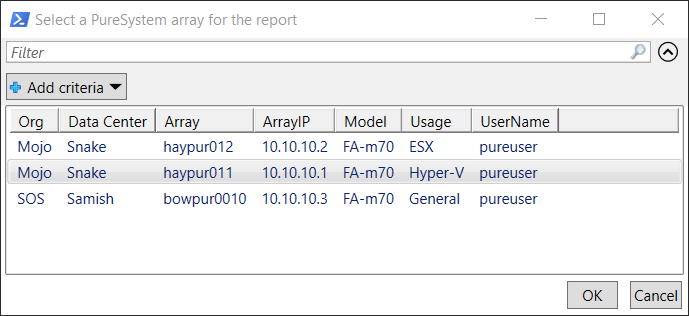 Select a PureSystem array for the report
Filter
Add criteria
Org Data Center Array ArrayIP Model Usage UserName
Mojo Snake haypur012 10.10.10.2 FA-m70 ESX pureuser
Mojo Snake haypur011 10.10.10.1 FA-m70 Hyper-V pureuser
SOS Samish bowpur0010 10.10.10.3 FA-m70 General pureuser
OK Cancel